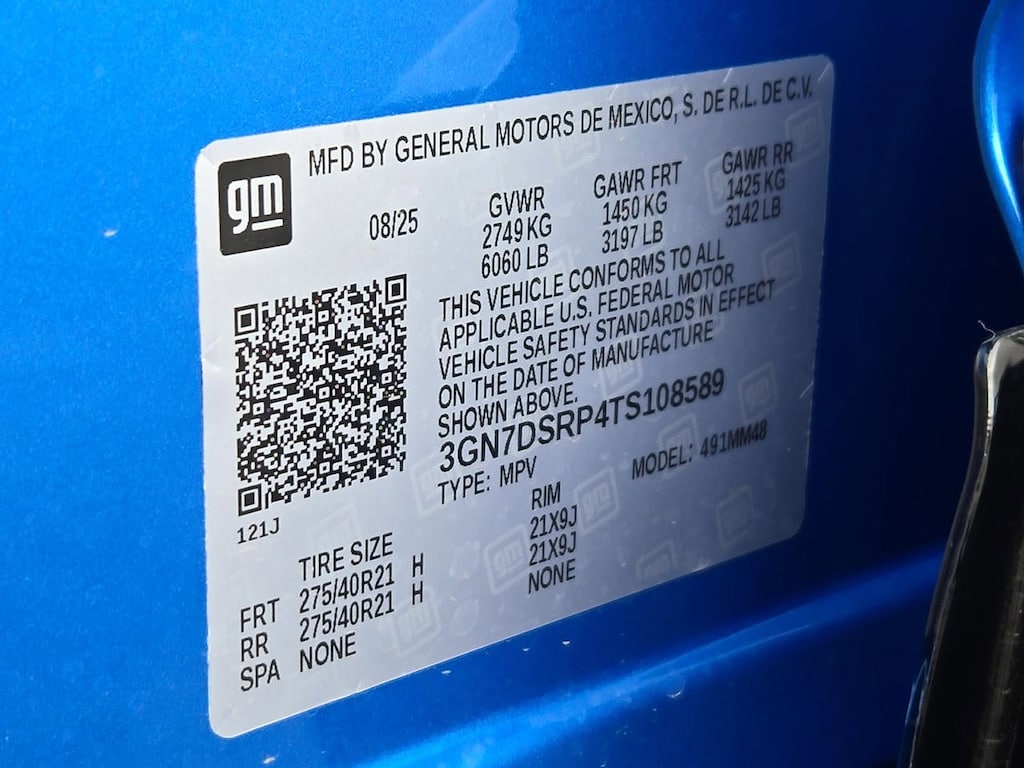 gm
MFD BY GENERAL MOTORS DE MEXICO, S. DE R.L. DE C.V.
08/25
GVWR GAWR FRT GAWR RR
2749 KG 1450 KG 1425 KG
6060 LB 3197 LB 3142 LB
THIS VEHICLE CONFORMS TO ALL
APPLICABLE U.S. FEDERAL MOTOR
VEHICLE SAFETY STANDARDS IN EFFECT
ON THE DATE OF MANUFACTURE
SHOWN ABOVE.
3GN7DSRP4TS108589
TYPE: MPV MODEL: 491MM48
121J
TIRE SIZE RIM
FRT 275/40R21 H 21X9J
RR 275/40R21 H 21X9J
SPA NONE NONE